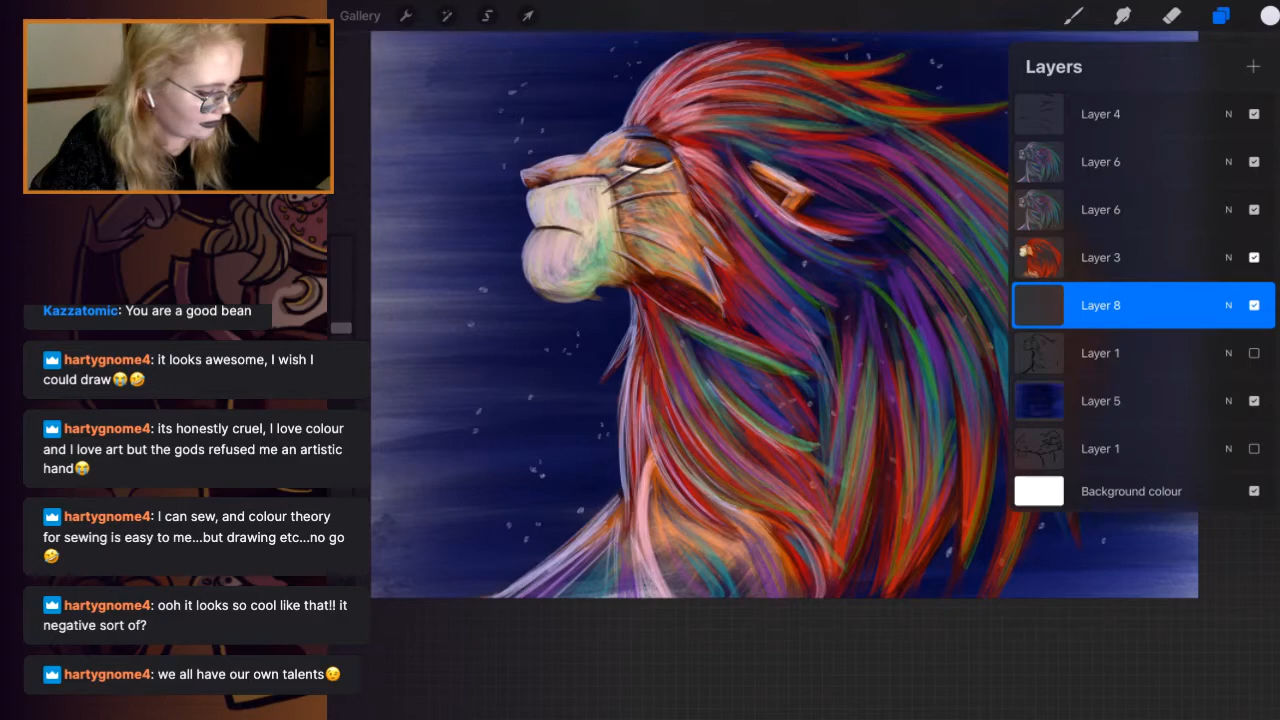 Gallery
Layers
Layer 4 N
Layer 6 N
Layer 6 N
Layer 3 N
Layer 8 N
Layer 1 N
Layer 5 N
Layer 1 N
Background colour
Kazzatomic: You are a good bean
hartygnome4: it looks awesome, I wish I
could draw😭🤣
hartygnome4: its honestly cruel, I love colour
and I love art but the gods refused me an artistic
hand😭
hartygnome4: I can sew, and colour theory
for sewing is easy to me...but drawing etc...no go
🤣
hartygnome4: ooh it looks so cool like that!! it
negative sort of?
hartygnome4: we all have our own talents😉